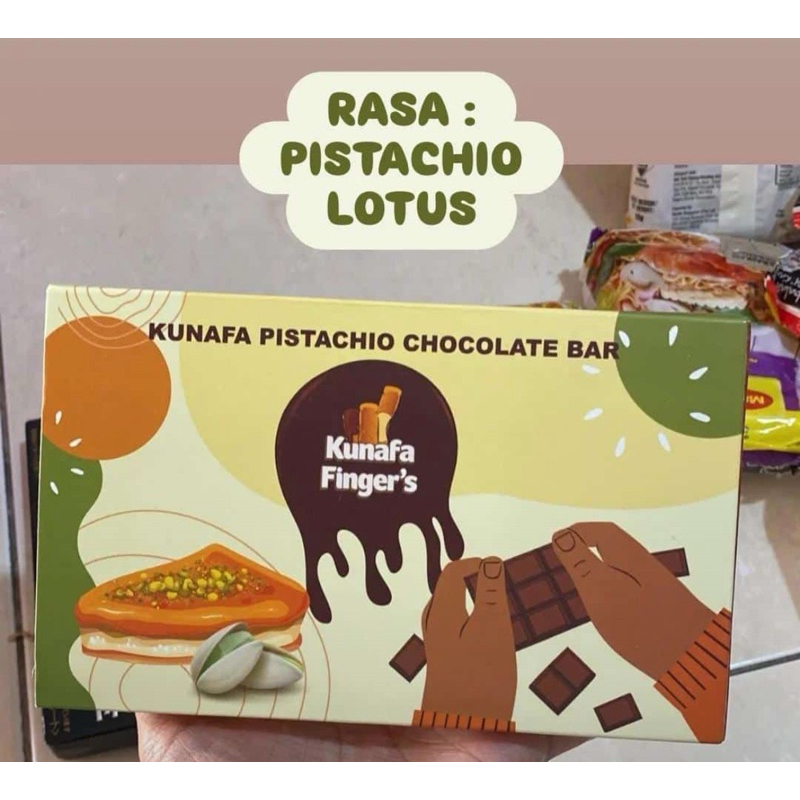 RASA :
PISTACHIO
LOTUS
KUNAFA PISTACHIO CHOCOLATE BAR
Kunafa
Finger's